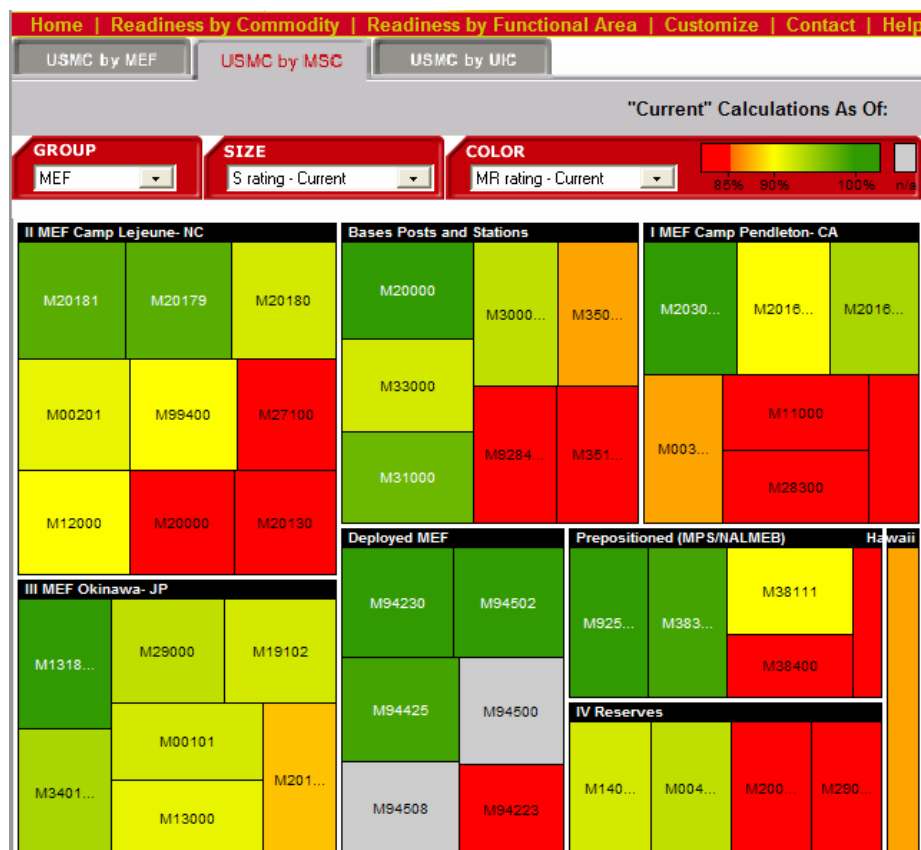 Home | Readiness by Commodity | Readiness by Functional Area | Customize | Contact | Help
USMC by MEF
USMC by MSC
USMC by UIC
"Current" Calculations As Of:
GROUP
MEF
SIZE
S rating - Current
COLOR
MR rating - Current
85% 90% 100% n/a
II MEF Camp Lejeune- NC
M20181 M20179 M20180
M00201 M99400 M27100
M12000 M20000 M20130
Bases Posts and Stations
M20000
M3000... M350...
M33000
M31000
M9284... M351...
I MEF Camp Pendleton- CA
M2030... M2016... M2016...
M003...
M11000
M28300
III MEF Okinawa- JP
M1318...
M29000 M19102
M3401...
M00101
M13000
M201...
Deployed MEF
M94230 M94502
M94425 M94500
M94508 M94223
Prepositioned (MPS/NALMEB)
M925... M383...
M38111
M38400
Hawaii
IV Reserves
M140... M004... M200... M290...